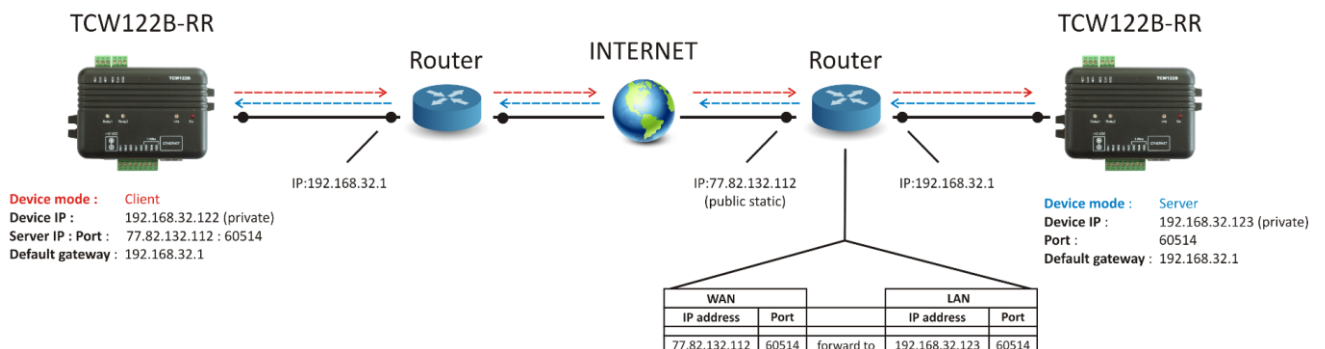 TCW122B-RR
Router
INTERNET
Router
TCW122B-RR
IP:192.168.32.1
IP:77.82.132.112
(public static)
IP:192.168.32.1
Device mode : Client
Device IP : 192.168.32.122 (private)
Server IP : Port : 77.82.132.112 : 60514
Default gateway : 192.168.32.1
Device mode : Server
Device IP : 192.168.32.123 (private)
Port : 60514
Default gateway : 192.168.32.1
WAN LAN
IP address Port IP address Port
77.82.132.112 60514 forward to 192.168.32.123 60514
TCW122B
ETHERNET
TCW122B
ETHERNET